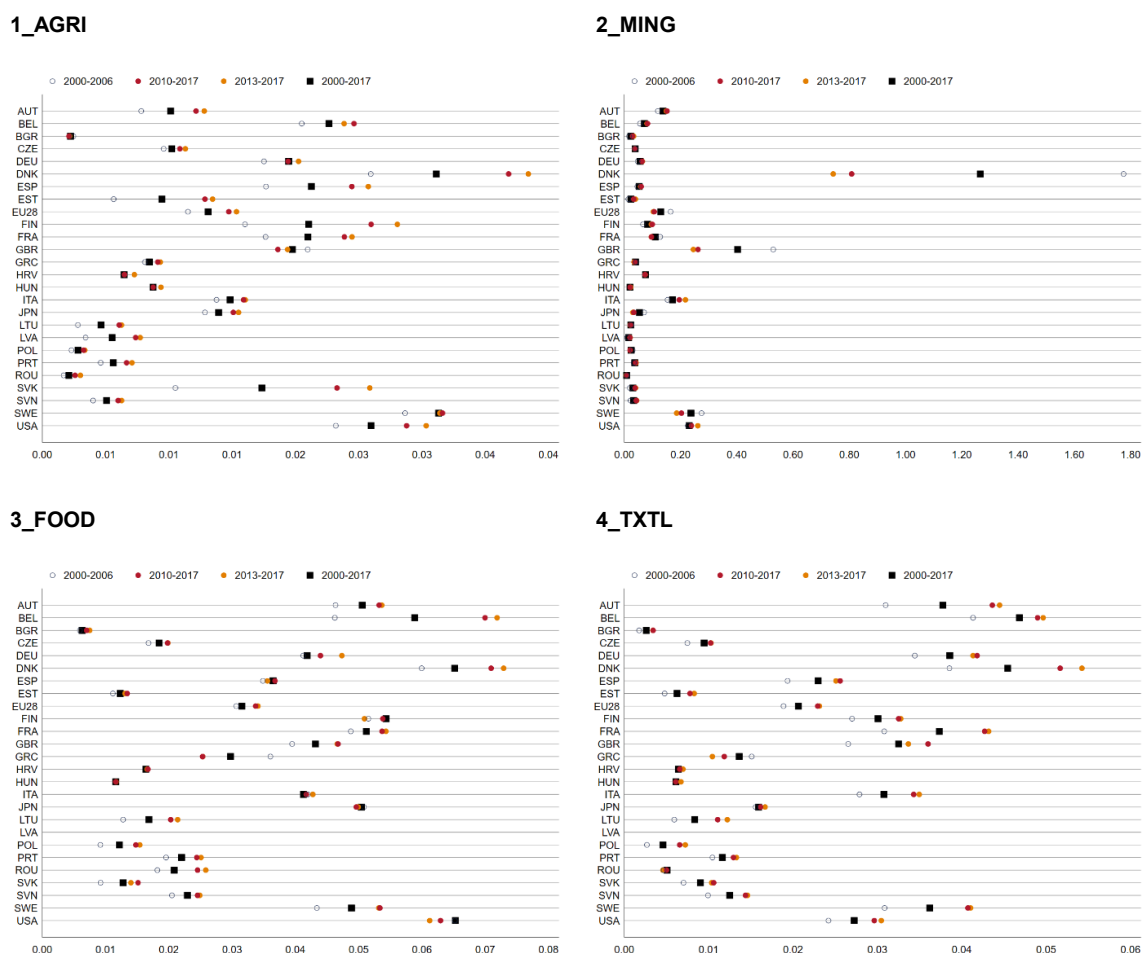 1_AGRI
2000-2006 2010-2017 2013-2017 2000-2017
AUT
BEL
BGR
CZE
DEU
DNK
ESP
EST
EU28
FIN
FRA
GBR
GRC
HRV
HUN
ITA
JPN
LTU
LVA
POL
PRT
ROU
SVK
SVN
SWE
USA
0.00 0.01 0.01 0.02 0.02 0.03 0.03 0.04 0.04
2_MING
2000-2006 2010-2017 2013-2017 2000-2017
AUT
BEL
BGR
CZE
DEU
DNK
ESP
EST
EU28
FIN
FRA
GBR
GRC
HRV
HUN
ITA
JPN
LTU
LVA
POL
PRT
ROU
SVK
SVN
SWE
USA
0.00 0.20 0.40 0.60 0.80 1.00 1.20 1.40 1.60 1.80
3_FOOD
2000-2006 2010-2017 2013-2017 2000-2017
AUT
BEL
BGR
CZE
DEU
DNK
ESP
EST
EU28
FIN
FRA
GBR
GRC
HRV
HUN
ITA
JPN
LTU
LVA
POL
PRT
ROU
SVK
SVN
SWE
USA
0.00 0.01 0.02 0.03 0.04 0.05 0.06 0.07 0.08
4_TXTL
2000-2006 2010-2017 2013-2017 2000-2017
AUT
BEL
BGR
CZE
DEU
DNK
ESP
EST
EU28
FIN
FRA
GBR
GRC
HRV
HUN
ITA
JPN
LTU
LVA
POL
PRT
ROU
SVK
SVN
SWE
USA
0.00 0.01 0.02 0.03 0.04 0.05 0.06